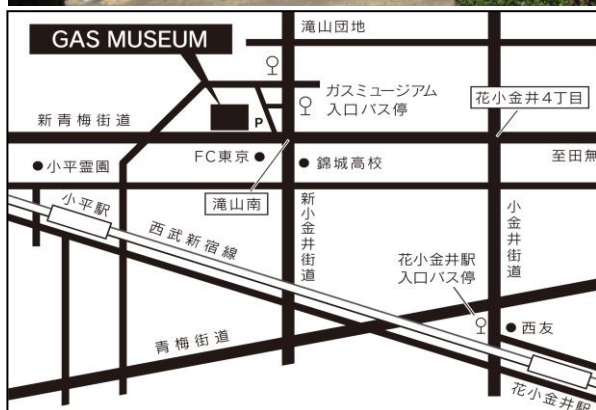 GAS MUSEUM
滝山団地
ガスミュージアム
入口バス停
花小金井4丁目
新青梅街道
P
FC東京
錦城高校
至田無
小平霊園
滝山南
小平駅
西武新宿線
新小金井街道
小金井街道
花小金井駅
入口バス停
西友
青梅街道
花小金井駅